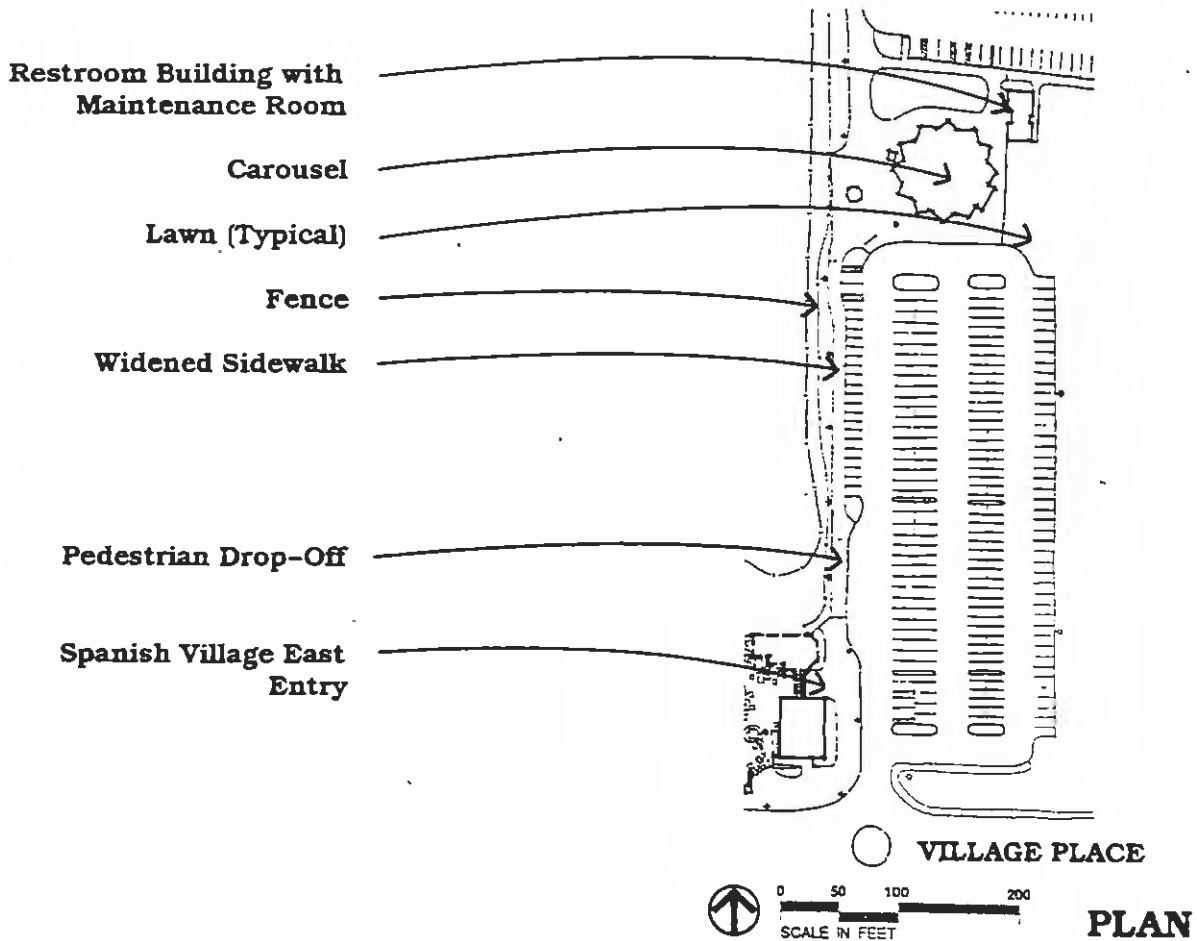 Restroom Building with
Maintenance Room
Carousel
Lawn (Typical)
Fence
Widened Sidewalk
Pedestrian Drop-Off
Spanish Village East
Entry
VILLAGE PLACE
0 50 100 200
SCALE IN FEET
PLAN